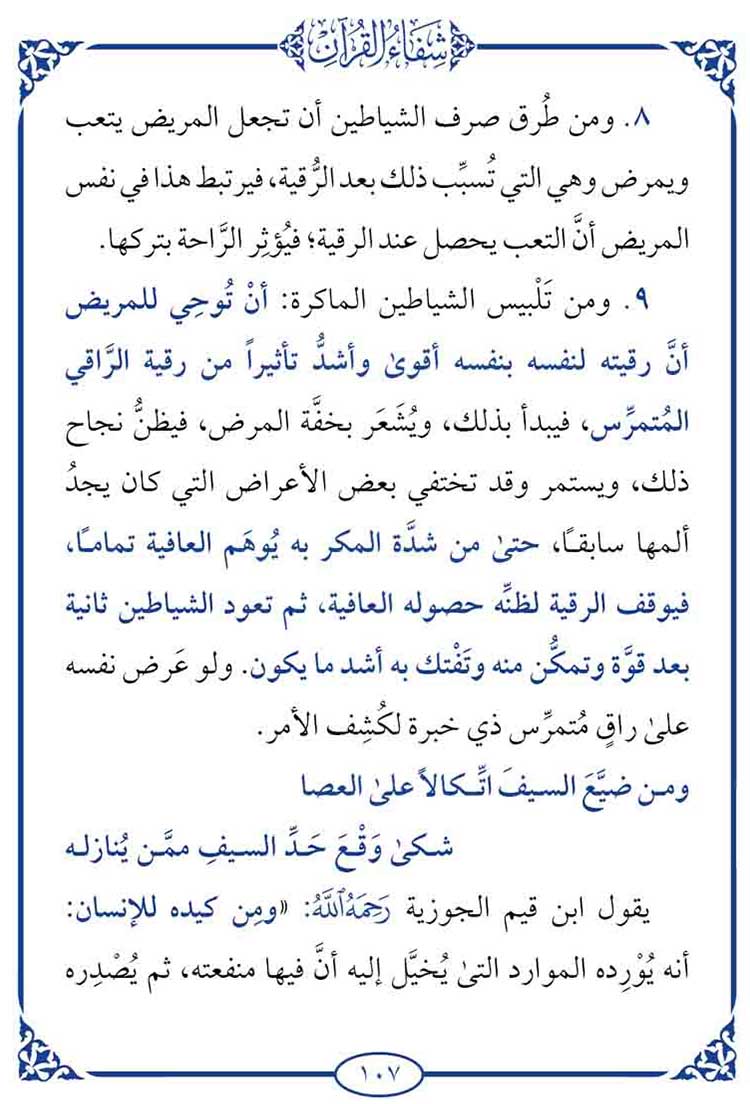 شِفَاءُ القُرْآنِ
٨. ومن طُرق صرف الشياطين أن تجعل المريض يتعب
ويمرض وهي التي تُسبِّب ذلك بعد الرُّقية، فيرتبط هذا في نفس
المريض أنَّ التعب يحصل عند الرقية؛ فيُؤثِر الرَّاحة بتركها.
٩. ومن تَلْبيس الشياطين الماكرة: أنْ تُوحِي للمريض
أنَّ رقيته لنفسه بنفسه أقوىٰ وأشدُّ تأثيراً من رقية الرَّاقي
المُتمرِّس، فيبدأ بذلك، ويُشَعَر بخفَّة المرض، فيظنُّ نجاح
ذلك، ويستمر وقد تختفي بعض الأعراض التي كان يجدُ
ألمها سابقًا، حتىٰ من شدَّة المكر به يُوهَم العافية تمامًا،
فيوقف الرقية لظنِّه حصوله العافية، ثم تعود الشياطين ثانية
بعد قوَّة وتمكُّن منه وتَفْتك به أشد ما يكون. ولو عَرض نفسه
علىٰ راقٍ مُتمرِّس ذي خبرة لكُشِف الأمر.
ومـن ضيَّعَ السـيفَ اتِّـكالاً علىٰ العصا
شـكىٰ وَقْـعَ حَـدِّ السـيفِ ممَّـن يُنازلـه
يقول ابن قيم الجوزية رَحِمَهُ ٱللَّهُ: «ومِن كيده للإنسان:
أنه يُوْرِده الموارد التىٰ يُخيَّل إليه أنَّ فيها منفعته، ثم يُصْدِره
١٠٧